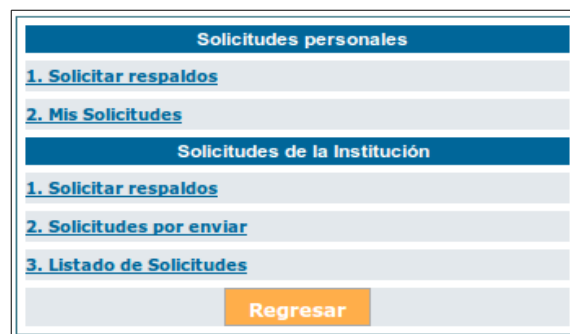 Solicitudes personales
1. Solicitar respaldos
2. Mis Solicitudes
Solicitudes de la Institución
1. Solicitar respaldos
2. Solicitudes por enviar
3. Listado de Solicitudes
Regresar